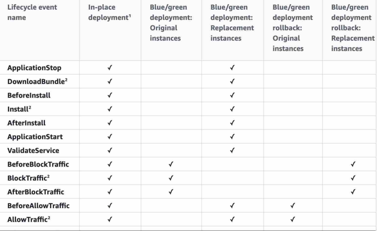 Lifecycle event name | In-place deployment¹ | Blue/green deployment: Original instances | Blue/green deployment: Replacement instances | Blue/green deployment rollback: Original instances | Blue/green deployment rollback: Replacement instances
ApplicationStop | ✓ | | ✓ | |
DownloadBundle² | ✓ | | ✓ | |
BeforeInstall | ✓ | | ✓ | |
Install² | ✓ | | ✓ | |
AfterInstall | ✓ | | ✓ | |
ApplicationStart | ✓ | | ✓ | |
ValidateService | ✓ | | ✓ | |
BeforeBlockTraffic | ✓ | ✓ | | | ✓
BlockTraffic² | ✓ | ✓ | | | ✓
AfterBlockTraffic | ✓ | ✓ | | | ✓
BeforeAllowTraffic | ✓ | | ✓ | ✓ |
AllowTraffic² | ✓ | | ✓ | ✓ |